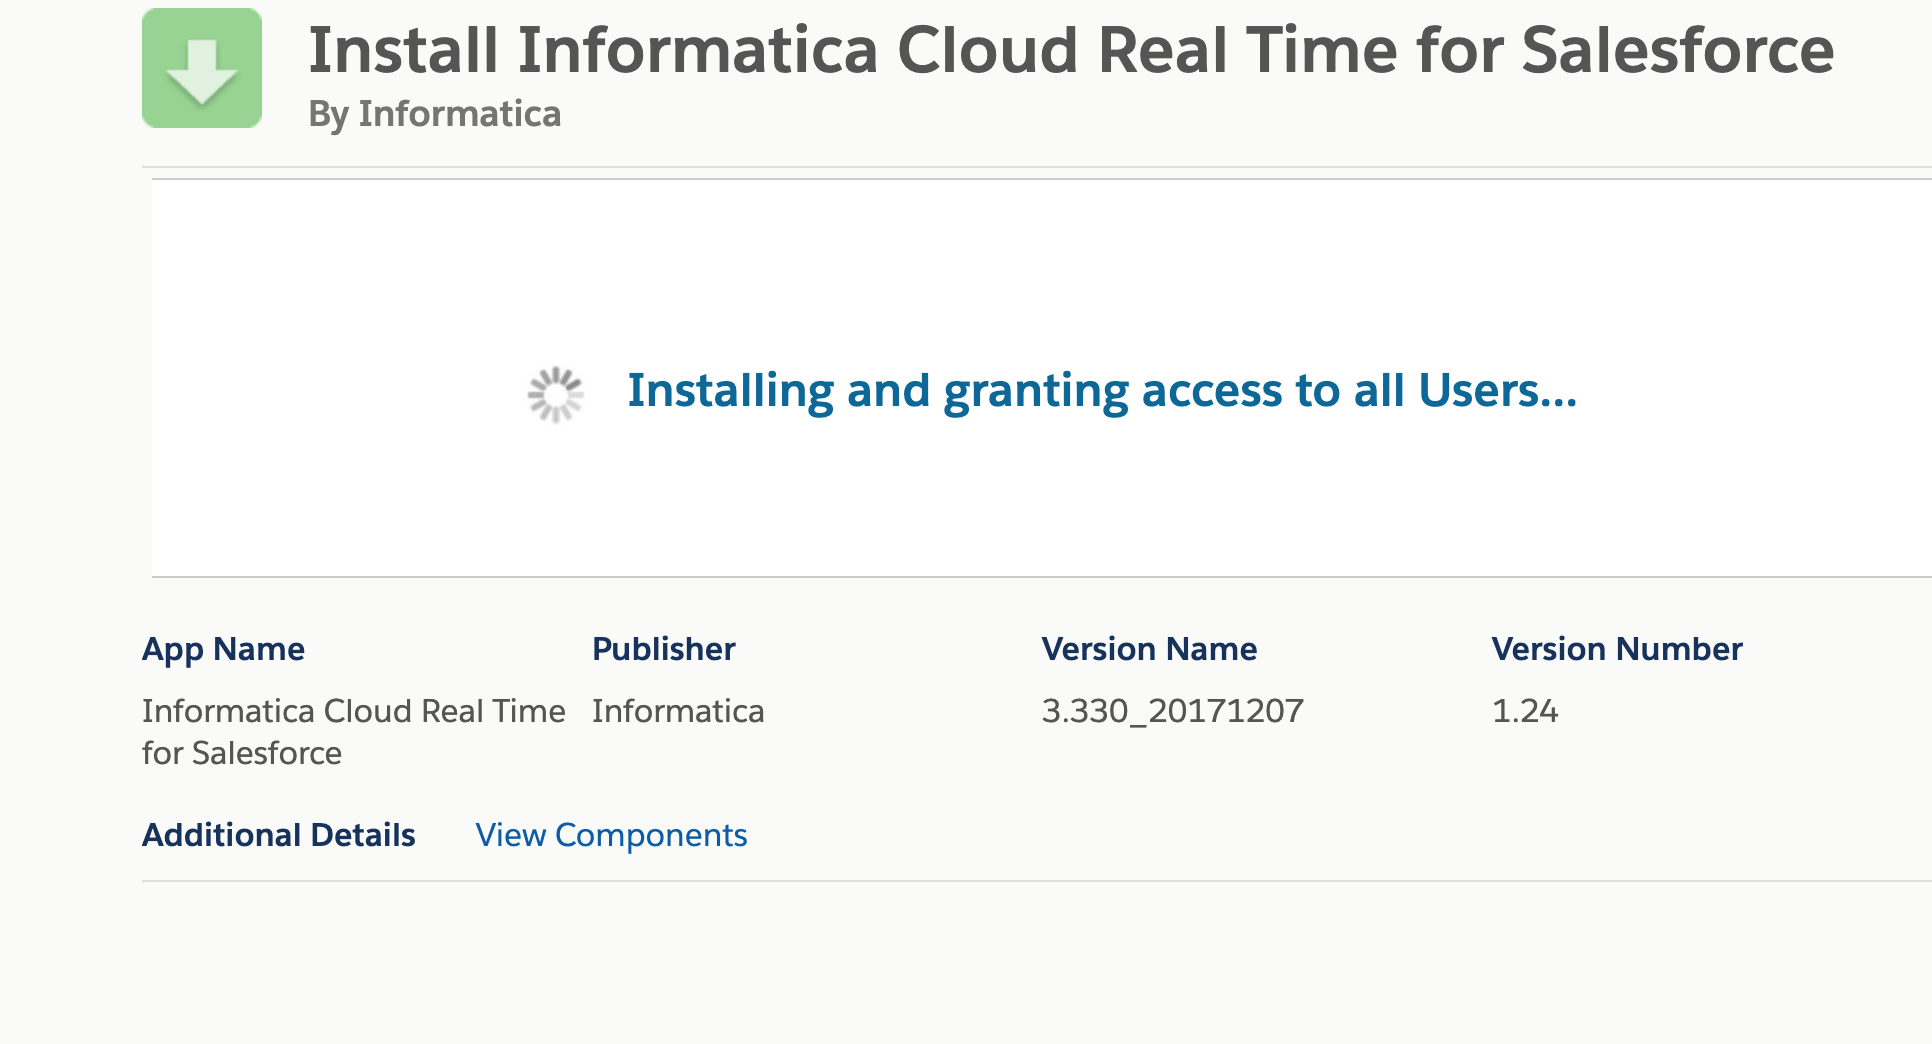 Install Informatica Cloud Real Time for Salesforce
By Informatica
Installing and granting access to all Users...
App Name
Publisher
Version Name
Version Number
Informatica Cloud Real Time
for Salesforce
Informatica
3.330_20171207
1.24
Additional Details
View Components